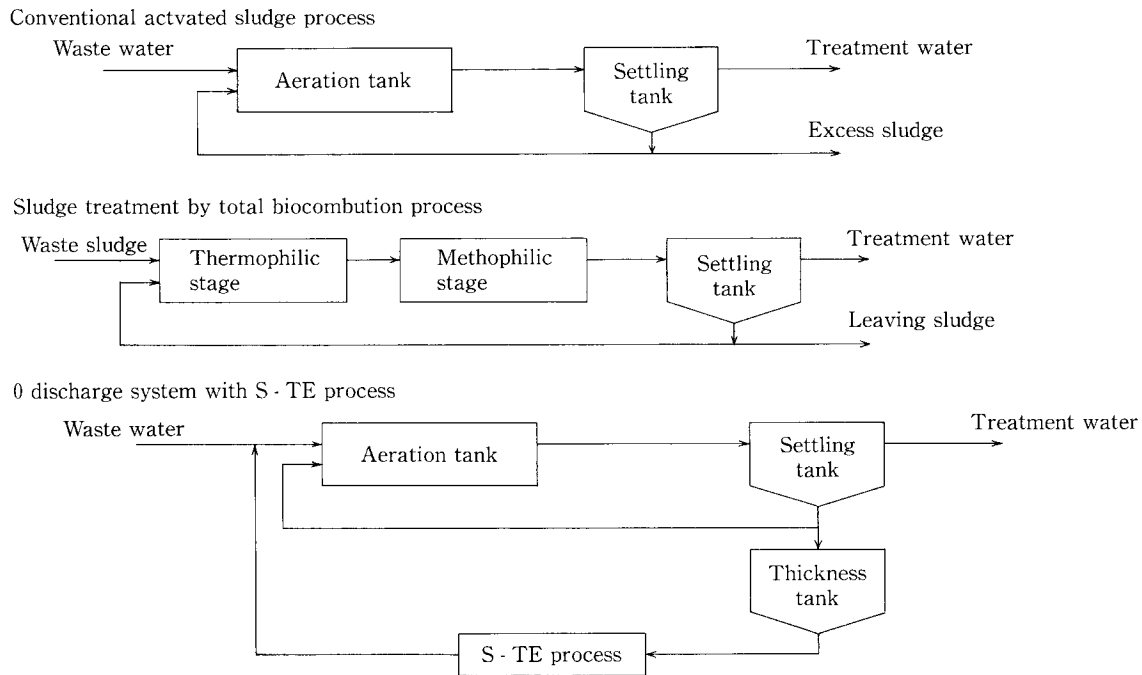 Conventional actvated sludge process
Waste water
Aeration tank
Settling
tank
Treatment water
Excess sludge
Sludge treatment by total biocombution process
Waste sludge
Thermophilic
stage
Methophilic
stage
Settling
tank
Treatment water
Leaving sludge
0 discharge system with S - TE process
Waste water
Aeration tank
Settling
tank
Treatment water
Thickness
tank
S - TE process